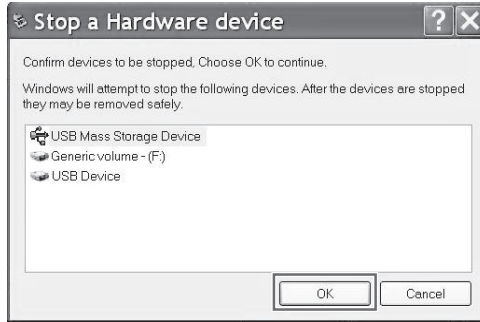 Stop a Hardware device
Confirm devices to be stopped, Choose OK to continue.
Windows will attempt to stop the following devices. After the devices are stopped
they may be removed safely.
USB Mass Storage Device
Generic volume - (F:)
USB Device
OK
Cancel